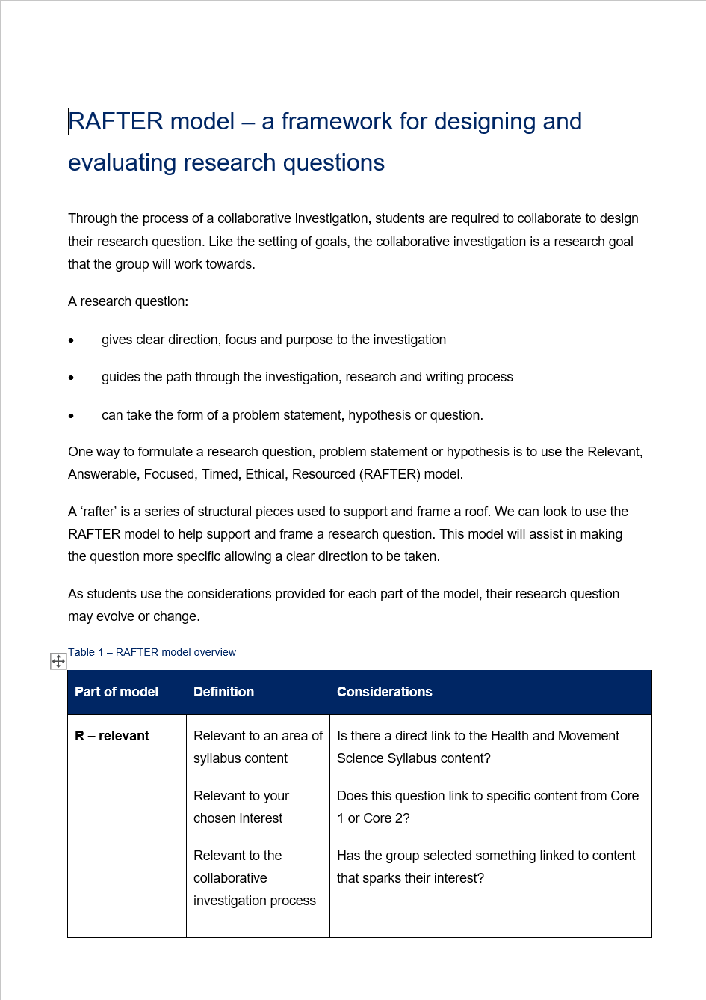 RAFTER model – a framework for designing and
evaluating research questions
Through the process of a collaborative investigation, students are required to collaborate to design
their research question. Like the setting of goals, the collaborative investigation is a research goal
that the group will work towards.
A research question:
• gives clear direction, focus and purpose to the investigation
• guides the path through the investigation, research and writing process
• can take the form of a problem statement, hypothesis or question.
One way to formulate a research question, problem statement or hypothesis is to use the Relevant,
Answerable, Focused, Timed, Ethical, Resourced (RAFTER) model.
A ‘rafter’ is a series of structural pieces used to support and frame a roof. We can look to use the
RAFTER model to help support and frame a research question. This model will assist in making
the question more specific allowing a clear direction to be taken.
As students use the considerations provided for each part of the model, their research question
may evolve or change.
Table 1 – RAFTER model overview
Part of model
Definition
Considerations
R – relevant
Relevant to an area of
syllabus content
Relevant to your
chosen interest
Relevant to the
collaborative
investigation process
Is there a direct link to the Health and Movement
Science Syllabus content?
Does this question link to specific content from Core
1 or Core 2?
Has the group selected something linked to content
that sparks their interest?